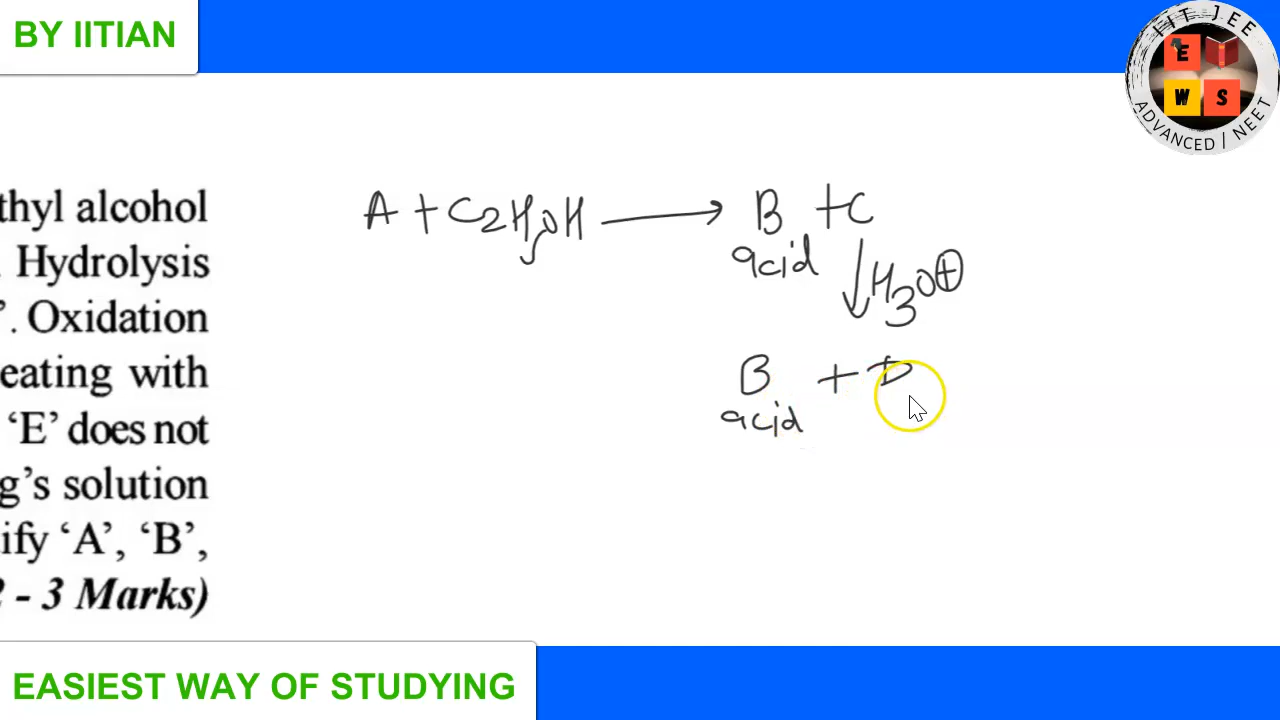 BY IITIAN
IIT JEE
E
W S
ADVANCED | NEET
thyl alcohol
Hydrolysis
’. Oxidation
eating with
‘E’ does not
g’s solution
ify ‘A’, ‘B’,
2 - 3 Marks)
A + C2H5OH ⟶ B + C
acid
↓ H3O⊕
B + D
acid
EASIEST WAY OF STUDYING